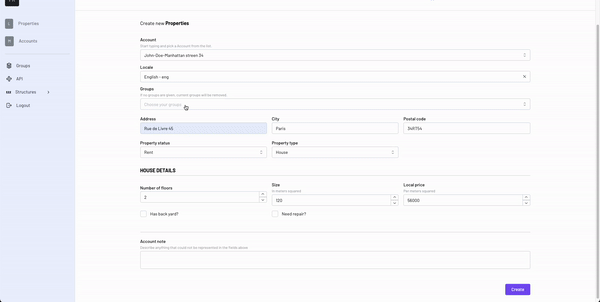 Properties
Accounts
Groups
API
Structures
Logout
Create new Properties
Account
Start typing and pick a account from the list.
John-Doe-Manhattan streen 34
Locale
English - eng
Groups
If no groups are given, current groups will be removed.
Choose your groups
Address
City
Postal code
Rue de Livre 45
Paris
Property status
Property type
Rent
House
HOUSE DETAILS
Number of floors
Size
Local price
In meters squared.
Per meters squared.
2
120
56000
Has back yard?
Need repair?
Account note
Describe anything that could not be represented in the fields above.
Create